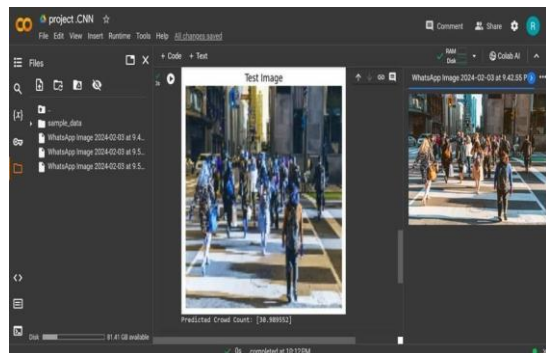 project .CNN
File Edit View Insert Runtime Tools Help All changes saved
Comment Share R
Files
+ Code + Text
RAM
Disk
Colab AI
..
sample_data
WhatsApp Image 2024-02-03 at 9.4...
WhatsApp Image 2024-02-03 at 9.5...
WhatsApp Image 2024-02-03 at 9.5...
Disk 81.41 GB available
Test Image
Predicted Crowd Count: [30.989552]
WhatsApp Image 2024-02-03 at 9.42.55 P
0s completed at 10:12 PM